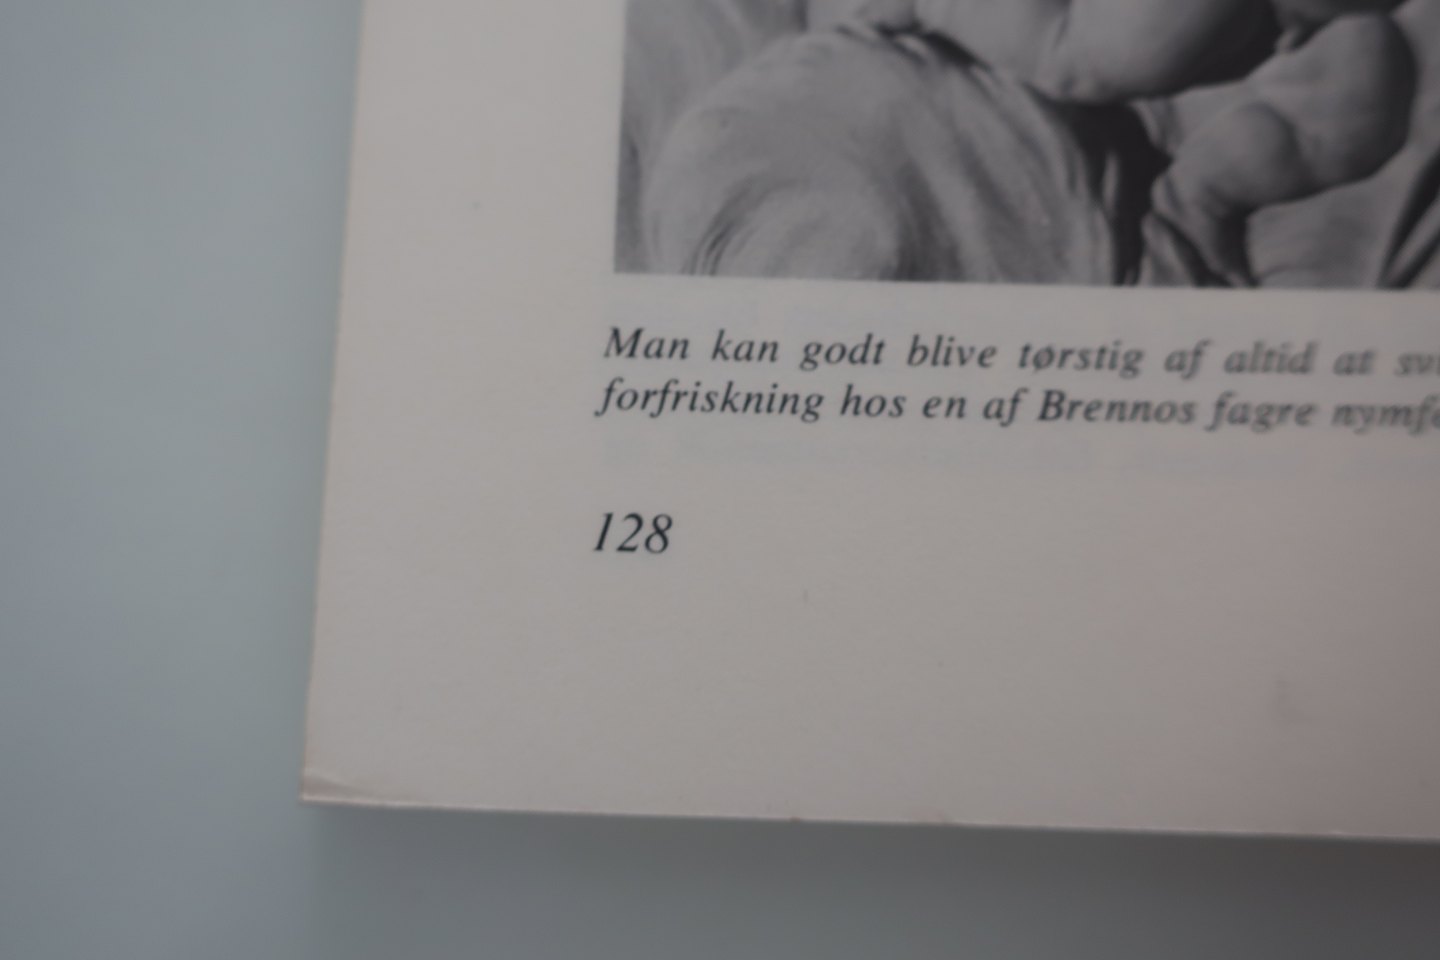 Man kan godt blive tørstig af altid at
forfriskning hos en af Brennos fagre
128